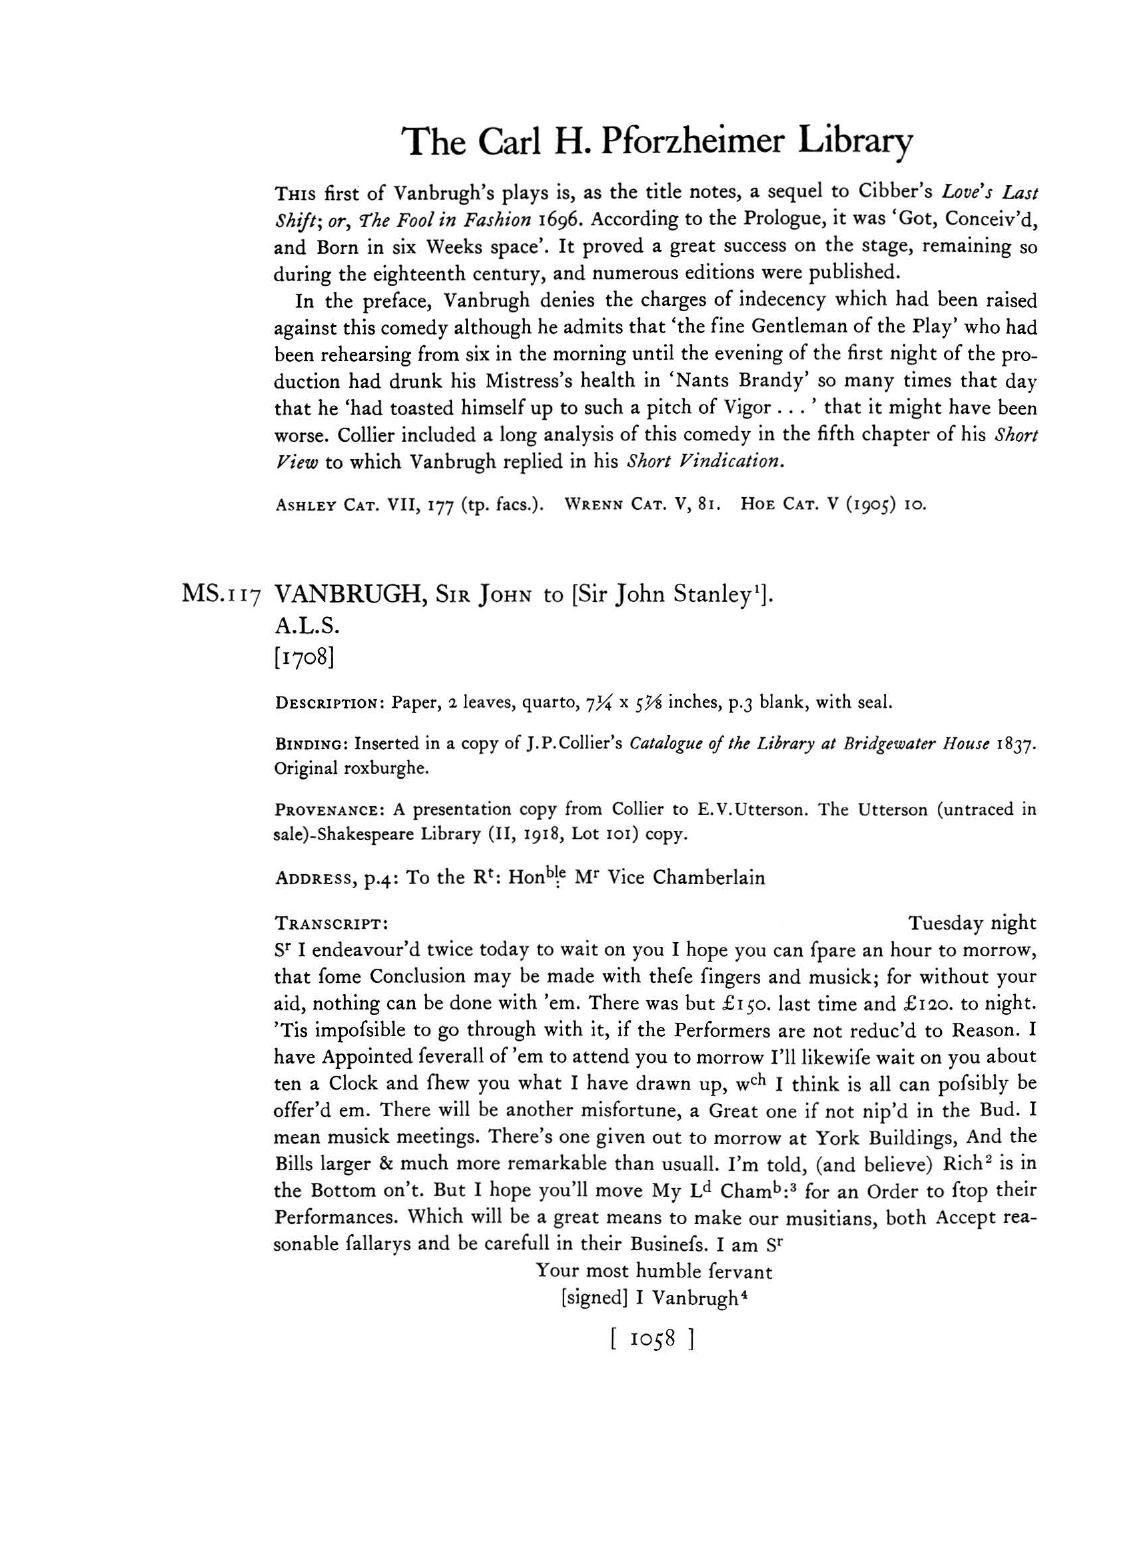 The Carl H. Pforzheimer Library
THIS first of Vanbrugh's plays is, as the title notes, a sequel to Cibber's Love's Last
Shift; or, The Fool in Fashion 1696. According to the Prologue, it was ‘Got, Conceiv'd,
and Born in six Weeks space’. It proved a great success on the stage, remaining so
during the eighteenth century, and numerous editions were published.
In the preface, Vanbrugh denies the charges of indecency which had been raised
against this comedy although he admits that ‘the fine Gentleman of the Play’ who had
been rehearsing from six in the morning until the evening of the first night of the pro-
duction had drunk his Mistress's health in ‘Nants Brandy’ so many times that day
that he ‘had toasted himself up to such a pitch of Vigor . . . ’ that it might have been
worse. Collier included a long analysis of this comedy in the fifth chapter of his Short
View to which Vanbrugh replied in his Short Vindication.
ASHLEY CAT. VII, 177 (tp. facs.). WRENN CAT. V, 81. HOE CAT. V (1905) 10.
MS.117 VANBRUGH, SIR JOHN to [Sir John Stanley¹].
A.L.S.
[1708]
DESCRIPTION: Paper, 2 leaves, quarto, 7¼ x 5⅞ inches, p.3 blank, with seal.
BINDING: Inserted in a copy of J.P.Collier's Catalogue of the Library at Bridgewater House 1837.
Original roxburghe.
PROVENANCE: A presentation copy from Collier to E.V.Utterson. The Utterson (untraced in
sale)-Shakespeare Library (II, 1918, Lot 101) copy.
ADDRESS, p.4: To the Rᵗ: Honᵇˡᵉ Mʳ Vice Chamberlain
TRANSCRIPT: Tuesday night
Sʳ I endeavour'd twice today to wait on you I hope you can ſpare an hour to morrow,
that ſome Conclusion may be made with theſe ſingers and musick; for without your
aid, nothing can be done with 'em. There was but £150. last time and £120. to night.
'Tis impoſsible to go through with it, if the Performers are not reduc'd to Reason. I
have Appointed ſeverall of 'em to attend you to morrow I'll likewiſe wait on you about
ten a Clock and ſhew you what I have drawn up, wᶜʰ I think is all can poſsibly be
offer'd em. There will be another misfortune, a Great one if not nip'd in the Bud. I
mean musick meetings. There's one given out to morrow at York Buildings, And the
Bills larger & much more remarkable than usuall. I'm told, (and believe) Rich² is in
the Bottom on't. But I hope you'll move My Lᵈ Chamᵇ:³ for an Order to ſtop their
Performances. Which will be a great means to make our musitians, both Accept rea-
sonable ſallarys and be carefull in their Buſineſs. I am Sʳ
Your most humble ſervant
[signed] I Vanbrugh⁴
[ 1058 ]